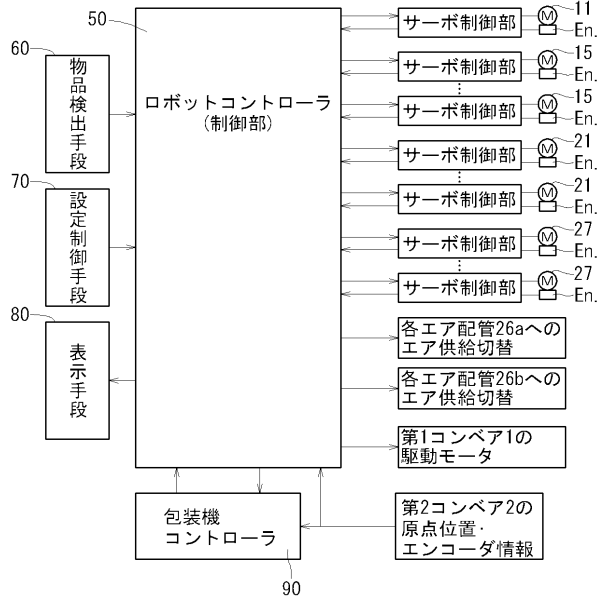 50
60
物品検出手段
70
設定制御手段
80
表示手段
ロボットコントローラ
(制御部)
サーボ制御部
M
11
En.
サーボ制御部
M
15
En.
サーボ制御部
M
15
En.
サーボ制御部
M
21
En.
サーボ制御部
M
21
En.
サーボ制御部
M
27
En.
サーボ制御部
M
27
En.
各エア配管26aへの
エア供給切替
各エア配管26bへの
エア供給切替
第1コンベア1の
駆動モータ
包装機
コントローラ
90
第2コンベア2の
原点位置・
エンコーダ情報